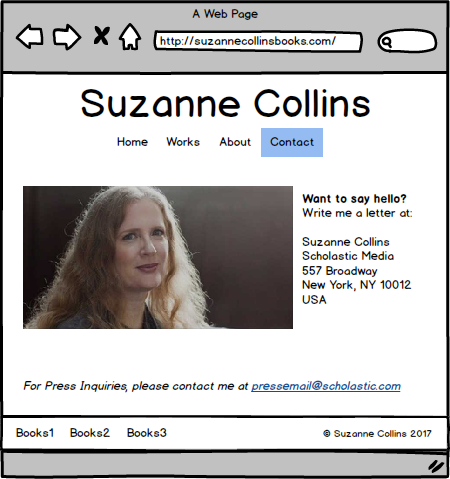 A Web Page
http://suzannecollinsbooks.com/
Suzanne Collins
Home Works About Contact
Want to say hello?
Write me a letter at:
Suzanne Collins
Scholastic Media
557 Broadway
New York, NY 10012
USA
For Press Inquiries, please contact me at pressemail@scholastic.com
Books1 Books2 Books3
© Suzanne Collins 2017